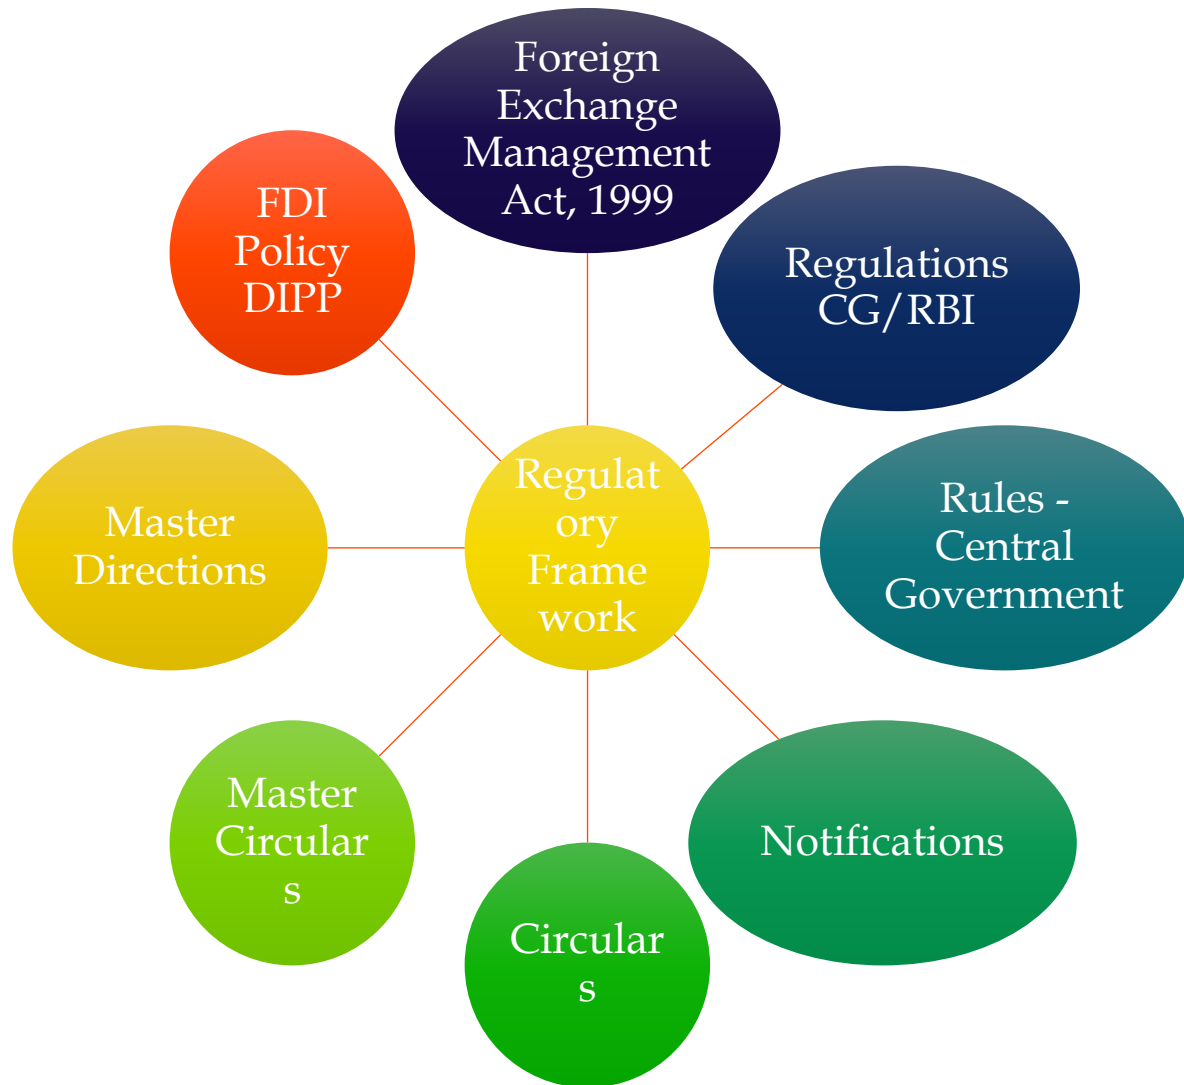 Foreign
Exchange
Management
Act, 1999
FDI
Policy
DIPP
Regulations
CG/RBI
Regulat
ory
Frame
work
Master
Directions
Rules -
Central
Government
Master
Circular
s
Notifications
Circular
s